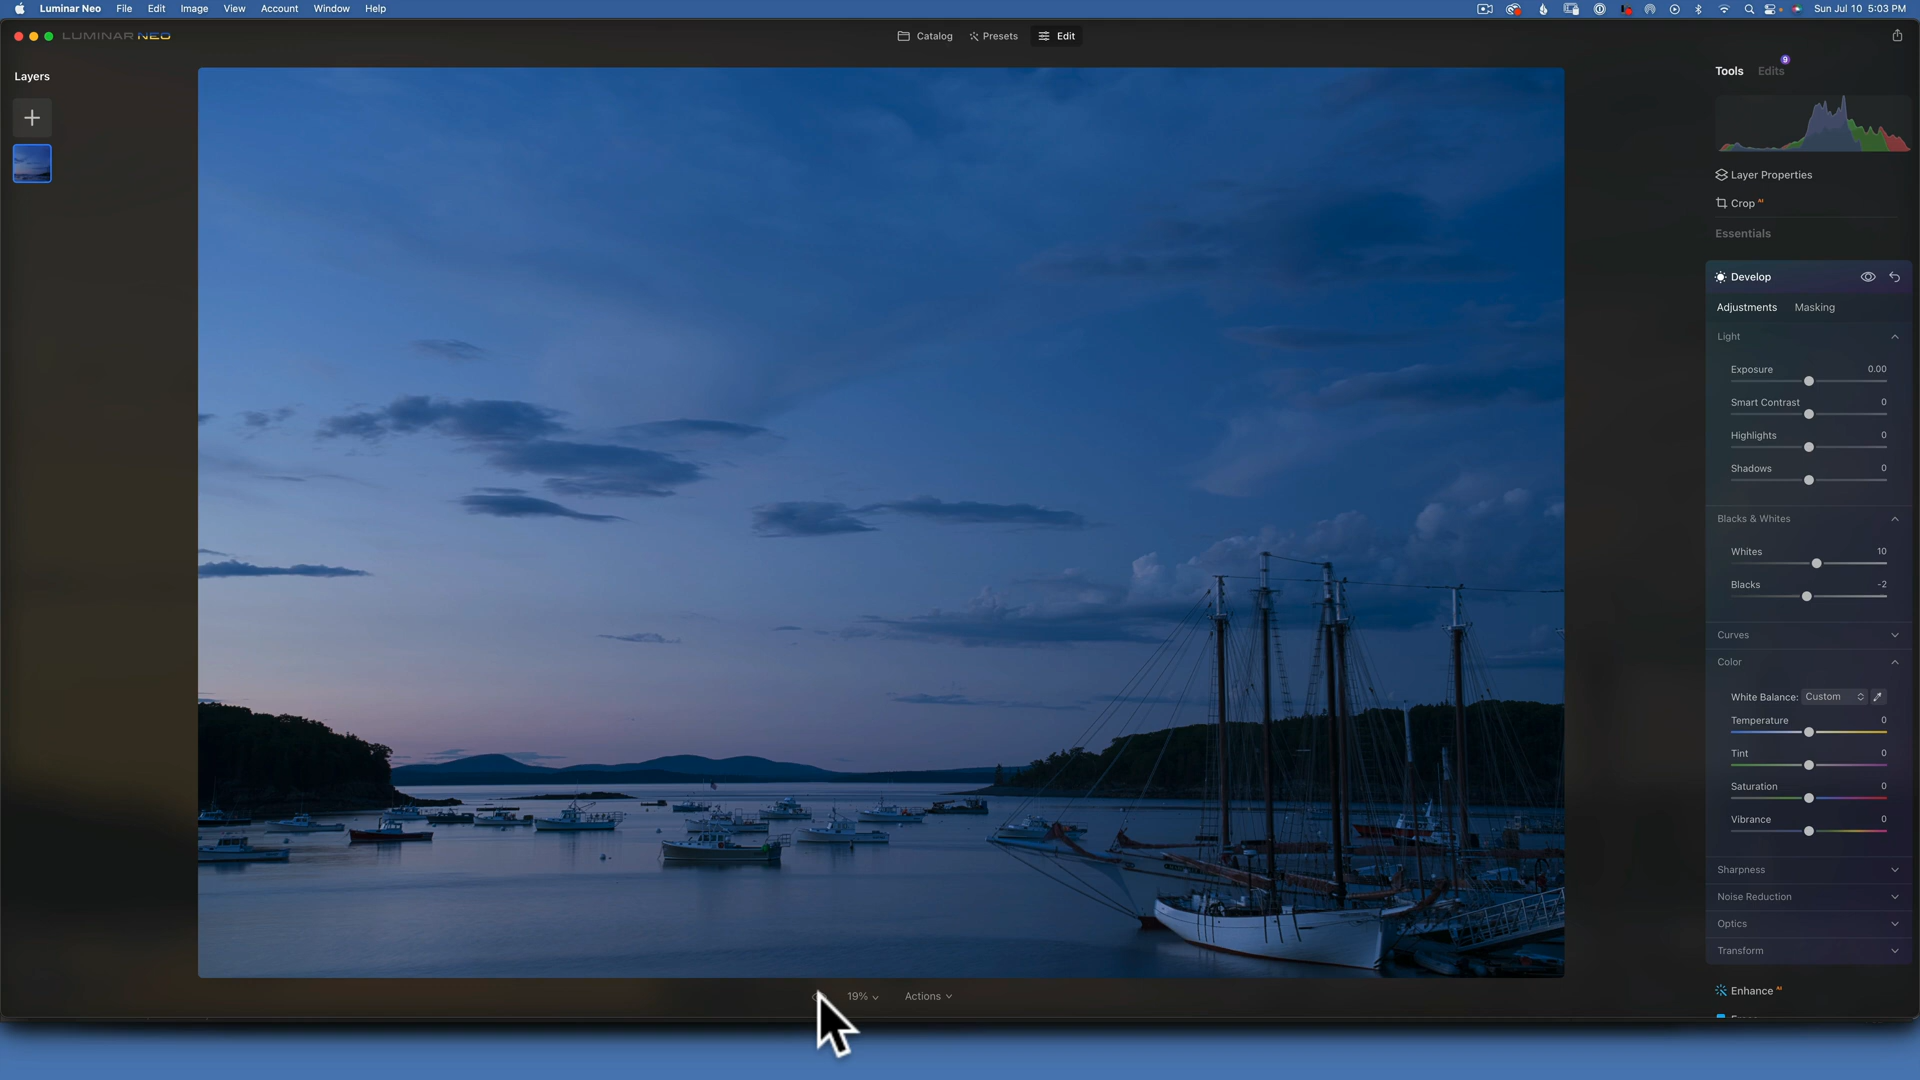 Luminar Neo File Edit Image View Account Window Help Sun Jul 10 5:03 PM
LUMINAR NEO Catalog Presets Edit
Layers
Tools Edits 9
Layer Properties
Crop AI
Essentials
Develop
Adjustments Masking
Light
Exposure 0.00
Smart Contrast 0
Highlights 0
Shadows 0
Blacks & Whites
Whites 10
Blacks -2
Curves
Color
White Balance: Custom
Temperature 0
Tint 0
Saturation 0
Vibrance 0
Sharpness
Noise Reduction
Optics
Transform
Enhance AI
19% Actions